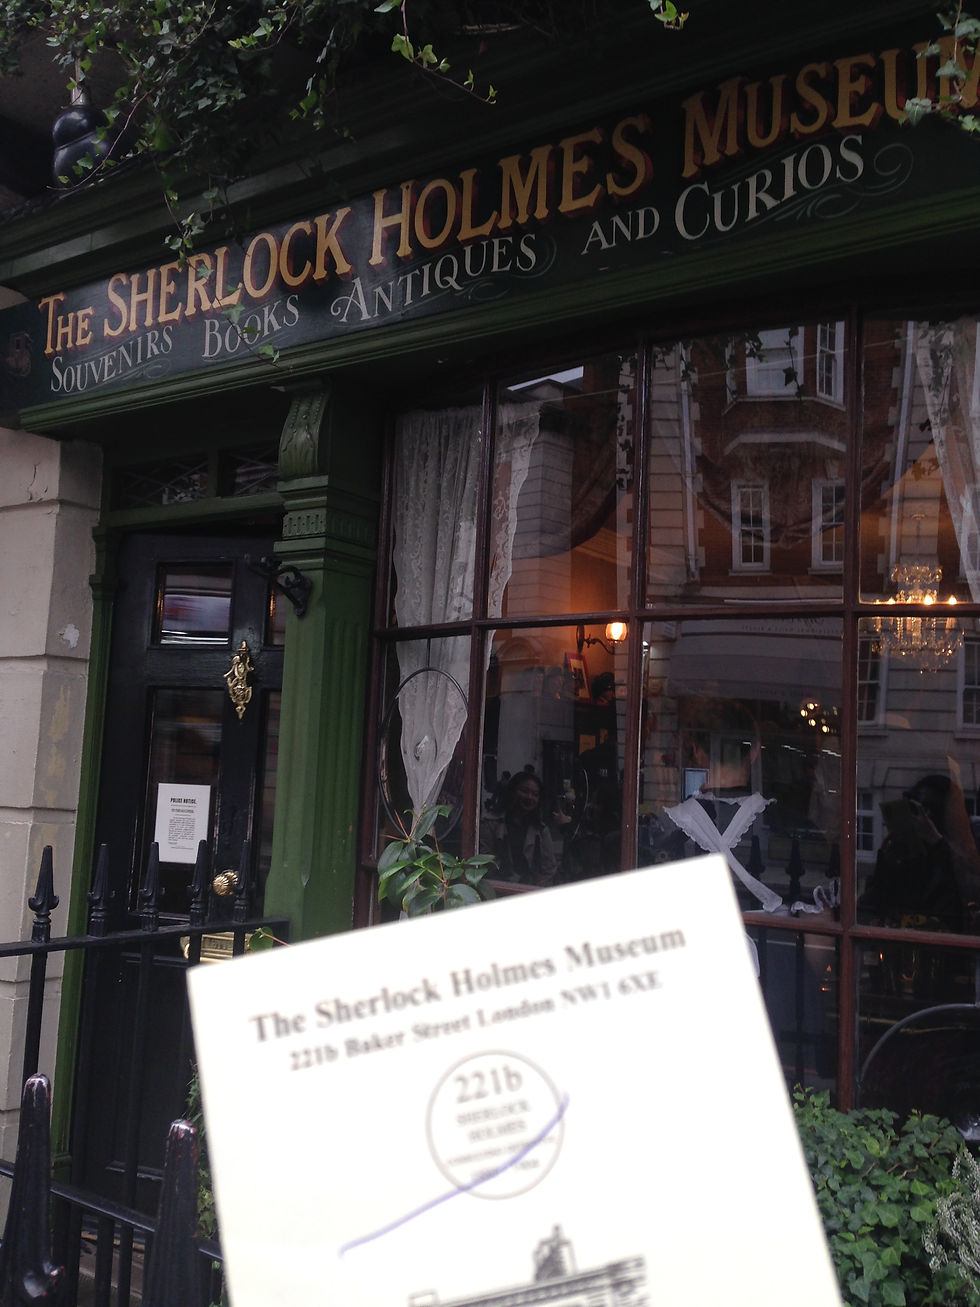 THE SHERLOCK HOLMES MUSEUM
SOUVENIRS BOOKS ANTIQUES AND CURIOS
POLICE NOTICE.
The Sherlock Holmes Museum
221b Baker Street London NW1 6XE
221b
SHERLOCK
HOLMES